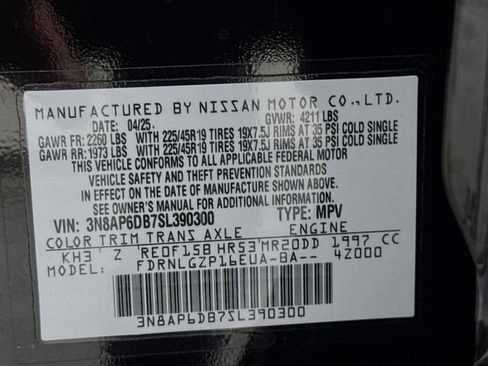 MANUFACTURED BY NISSAN MOTOR CO.,LTD.
DATE 04/25. GVWR: 4211 LBS
GAWR FR: 2260 LBS WITH 225/45R19 TIRES 19X7.5J RIMS AT 35 PSI COLD SINGLE
GAWR RR: 1973 LBS WITH 225/45R19 TIRES 19X7.5J RIMS AT 35 PSI COLD SINGLE
THIS VEHICLE CONFORMS TO ALL APPLICABLE FEDERAL MOTOR
VEHICLE SAFETY AND THEFT PREVENTION STANDARDS
IN EFFECT ON THE DATE OF MANUFACTURE SHOWN ABOVE.
SEE OWNER'S MANUAL FOR ADDITIONAL INFORMATION
VIN: 3N8AP6DB7SL390300 TYPE: MPV
COLOR TRIM TRANS AXLE ENGINE
KH3 Z RE0F15B HR53 MR20DD 1997 CC
MODEL: FDRNLGZP16EUA-BA-- 4Z000
3N8AP6DB7SL390300